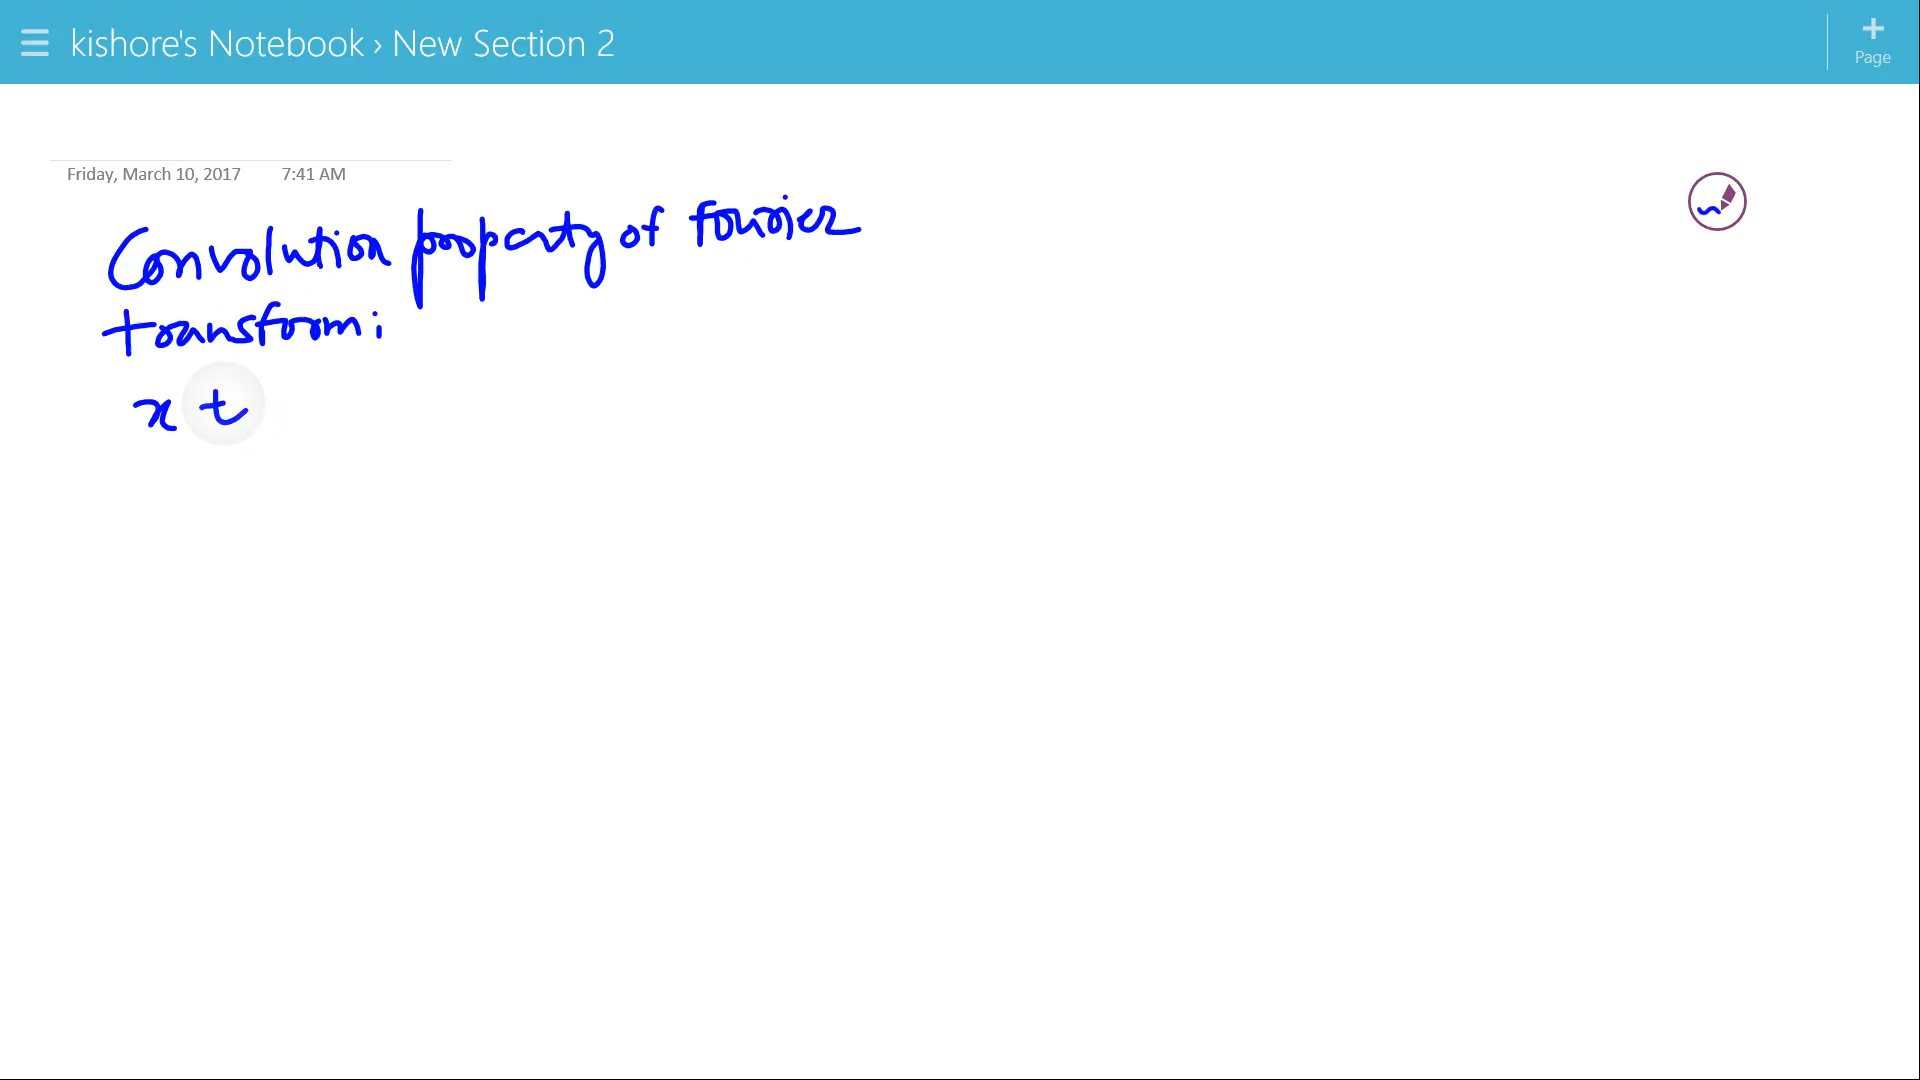 kishore's Notebook › New Section 2
Page
Friday, March 10, 2017 7:41 AM
Convolution property of fourier
transform:
x t